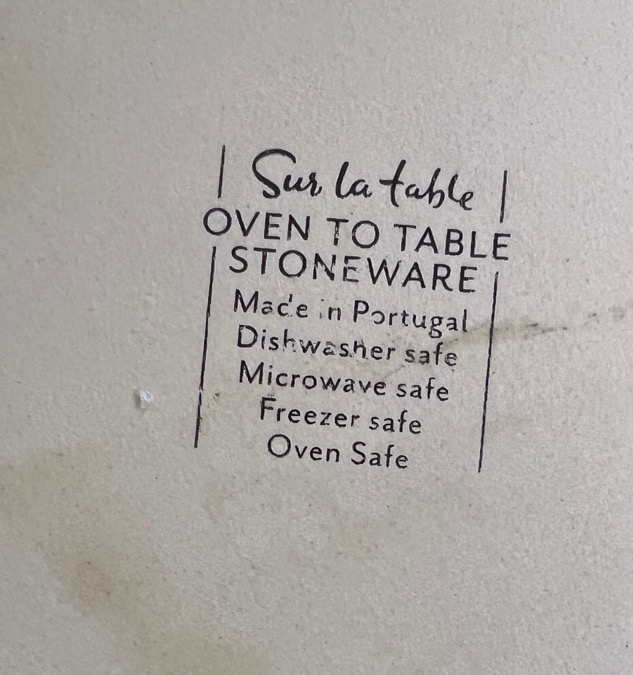 Sur la table
OVEN TO TABLE
STONEWARE
Made in Portugal
Dishwasher safe
Microwave safe
Freezer safe
Oven Safe